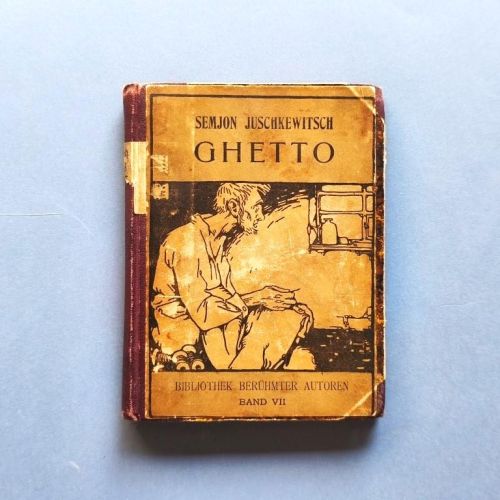 SEMJON JUSCHKEWITSCH
GHETTO
BIBLIOTHEK BERÜHMTER AUTOREN
BAND VII